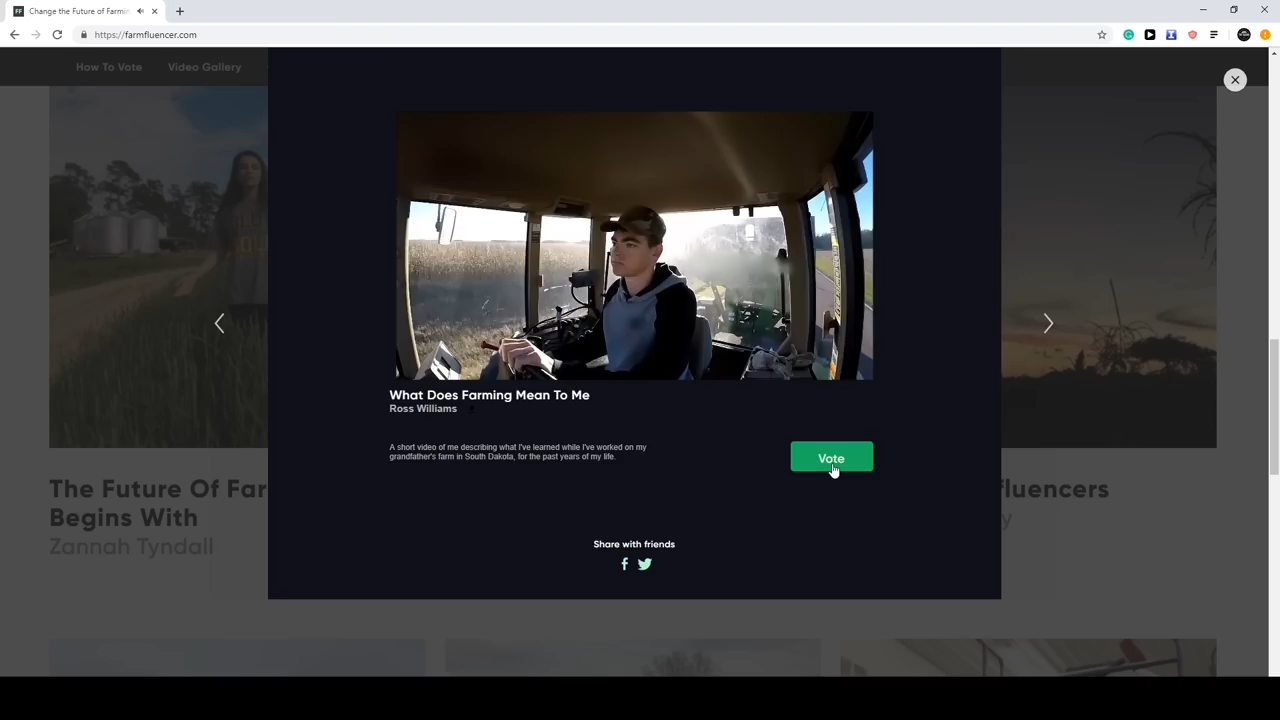 FF Change the Future of Farmin
https://farmfluencer.com
How To Vote Video Gallery
What Does Farming Mean To Me
Ross Williams
A short video of me describing what I've learned while I've worked on my
grandfather's farm in South Dakota, for the past years of my life.
Vote
Share with friends
The Future Of Far
Begins With
Zannah Tyndall
fluencers
y